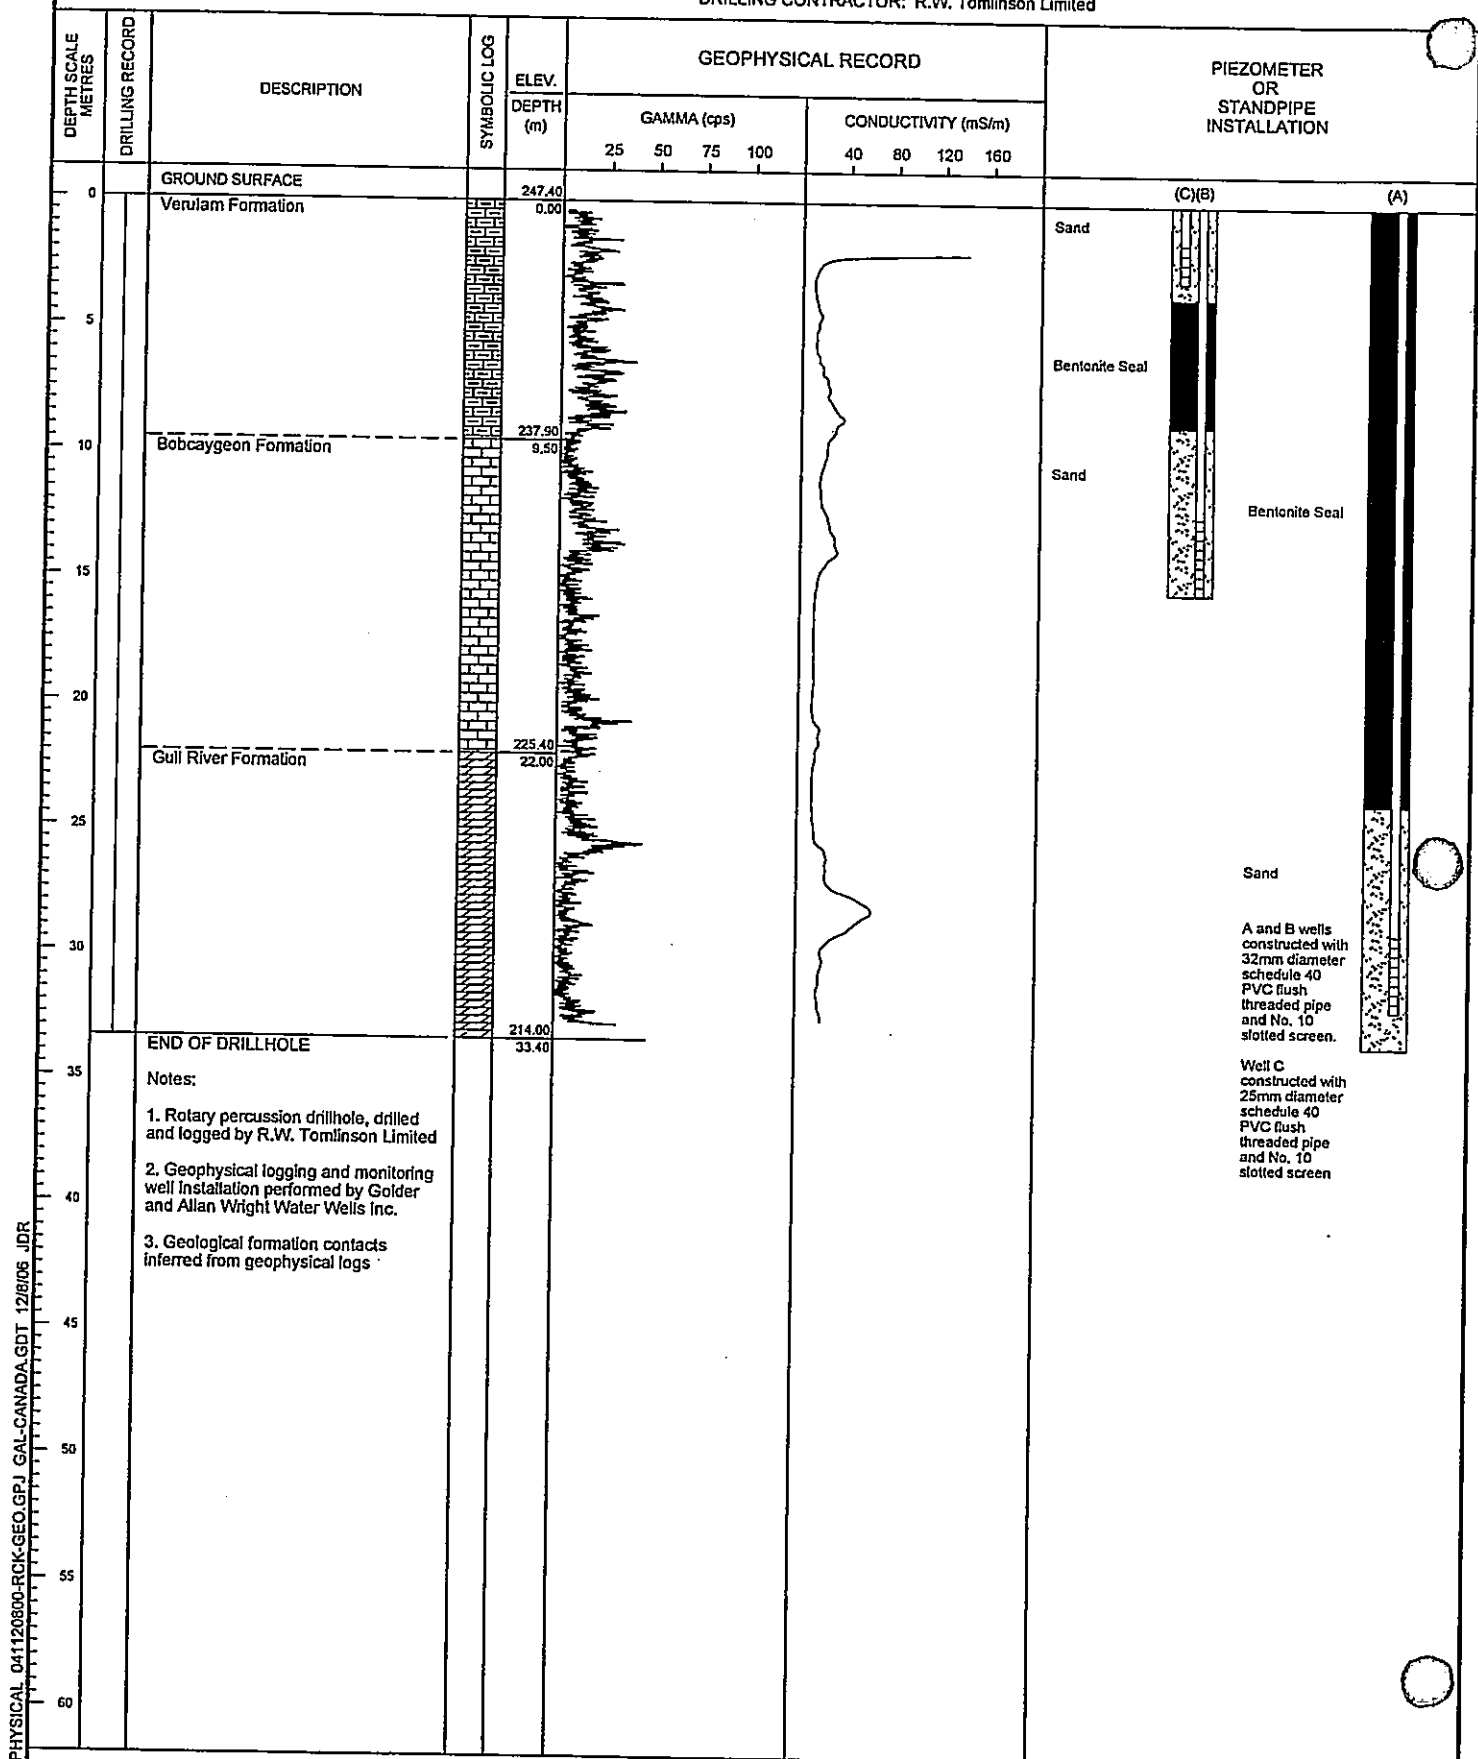 DRILLING CONTRACTOR: R.W. Tomlinson Limited
DEPTH SCALE
METRES
DRILLING RECORD
DESCRIPTION
SYMBOLIC LOG
ELEV.
DEPTH
(m)
GEOPHYSICAL RECORD
GAMMA (cps)
25 50 75 100
CONDUCTIVITY (mS/m)
40 80 120 160
PIEZOMETER
OR
STANDPIPE
INSTALLATION
GROUND SURFACE
247.40
(C)(B)
(A)
0
Verulam Formation
0.00
Sand
5
Bentonite Seal
237.90
10
Bobcaygeon Formation
9.50
Sand
Bentonite Seal
15
20
225.40
Gull River Formation
22.00
25
Sand
30
A and B wells
constructed with
32mm diameter
schedule 40
PVC flush
threaded pipe
and No. 10
slotted screen.
214.00
END OF DRILLHOLE
33.40
35
Well C
constructed with
25mm diameter
schedule 40
PVC flush
threaded pipe
and No. 10
slotted screen
Notes:
1. Rotary percussion drillhole, drilled
and logged by R.W. Tomlinson Limited
2. Geophysical logging and monitoring
well installation performed by Golder
and Allan Wright Water Wells Inc.
40
3. Geological formation contacts
inferred from geophysical logs
45
50
55
60
PHYSICAL 041120800-RCK-GEO.GPJ GAL-CANADA.GDT 12/8/06 JDR